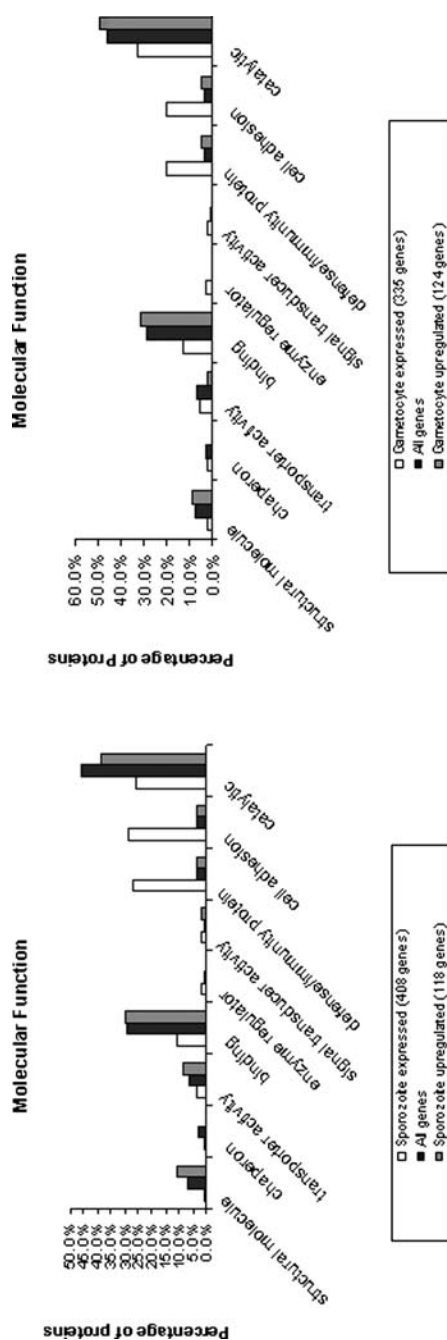 Molecular Function
Percentage of proteins
50.0%
45.0%
40.0%
35.0%
30.0%
25.0%
20.0%
15.0%
10.0%
5.0%
0.0%
structural molecule
chaperon
transporter activity
binding
enzyme regulator
signal transducer activity
defense/immunity protein
cell adhesion
catalytic
Sporozoite expressed (408 genes)
All genes
Sporozoite upregulated (118 genes)
Molecular Function
Percentage of Proteins
60.0%
50.0%
40.0%
30.0%
20.0%
10.0%
0.0%
structural molecule
chaperon
transporter activity
binding
enzyme regulator
signal transducer activity
defense/immunity protein
cell adhesion
catalytic
Gametocyte expressed (335 genes)
All genes
Gametocyte upregulated (124 genes)